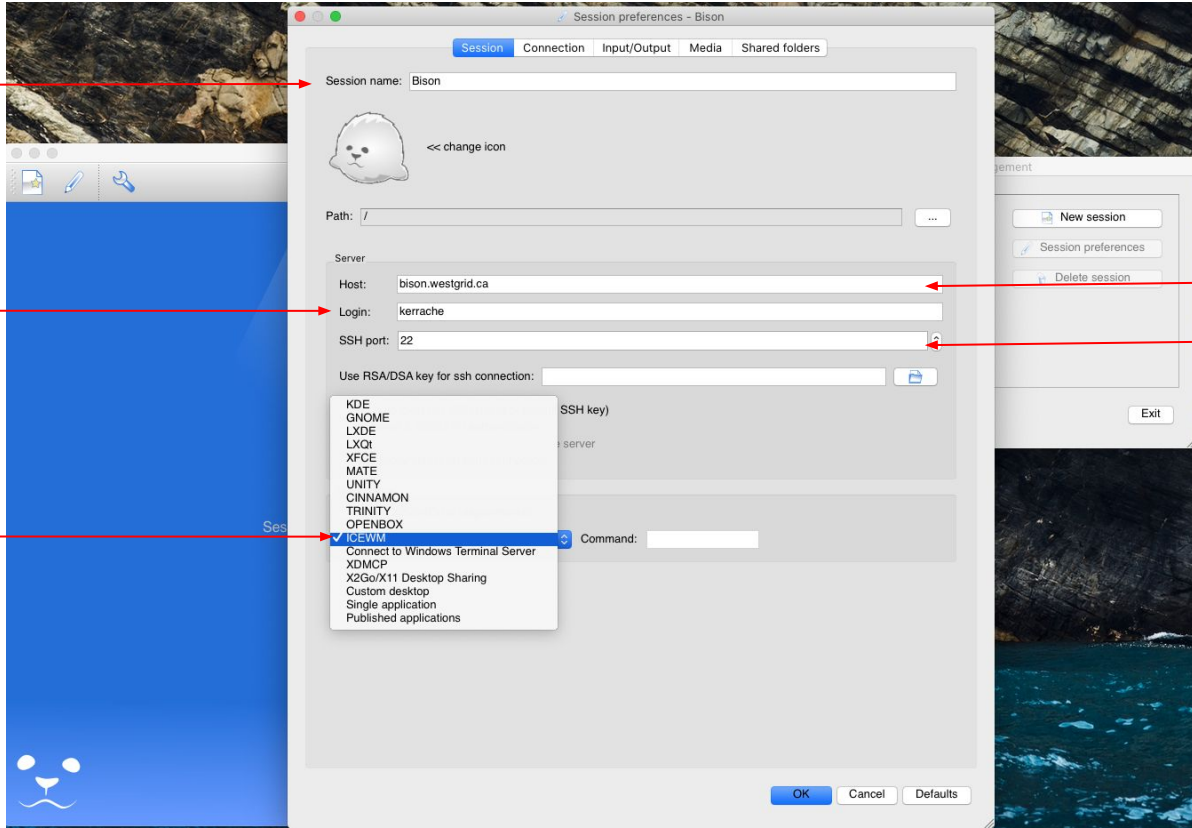 Session preferences - Bison
Session Connection Input/Output Media Shared folders
Session name: Bison
<< change icon
gement
Path: /
...
New session
Session preferences
Delete session
Server
Host: bison.westgrid.ca
Login: kerrache
SSH port: 22
Use RSA/DSA key for ssh connection:
SSH key)
server
Exit
KDE
GNOME
LXDE
LXQt
XFCE
MATE
UNITY
CINNAMON
TRINITY
OPENBOX
Ses
✓ ICEWM
Command:
Connect to Windows Terminal Server
XDMCP
X2Go/X11 Desktop Sharing
Custom desktop
Single application
Published applications
OK Cancel Defaults